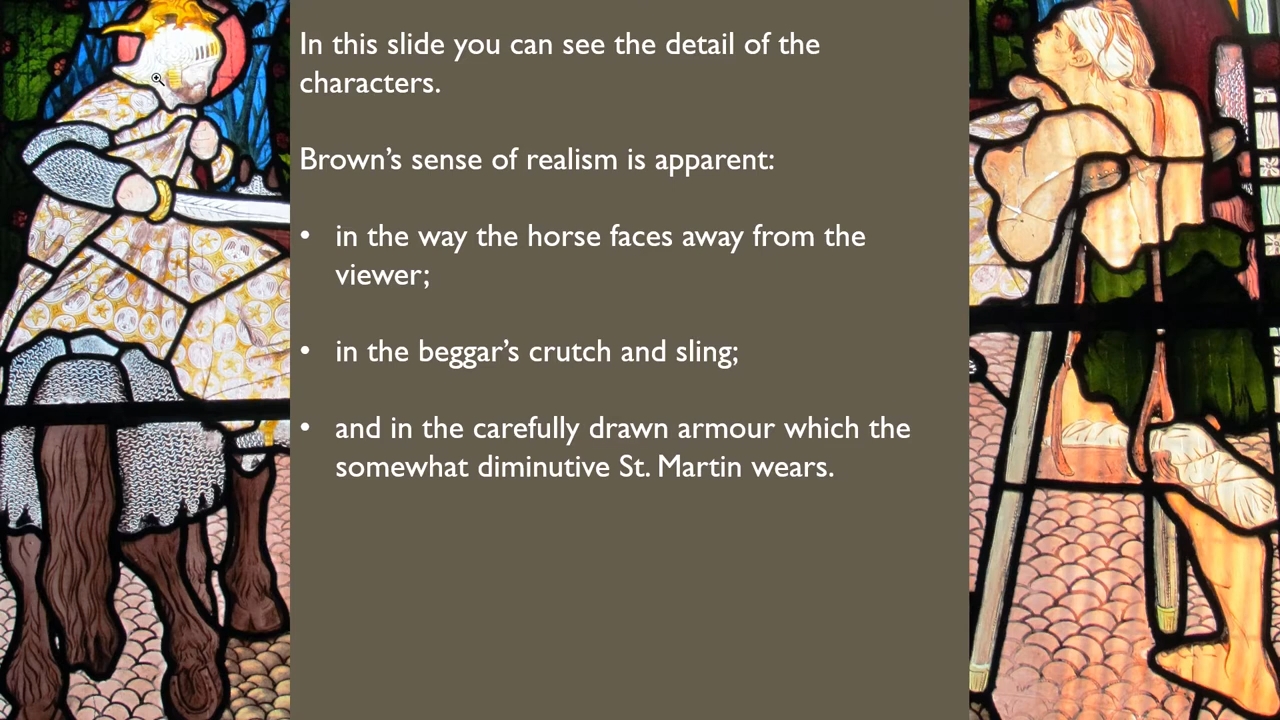 In this slide you can see the detail of the
characters.
Brown’s sense of realism is apparent:
• in the way the horse faces away from the
viewer;
• in the beggar’s crutch and sling;
• and in the carefully drawn armour which the
somewhat diminutive St. Martin wears.